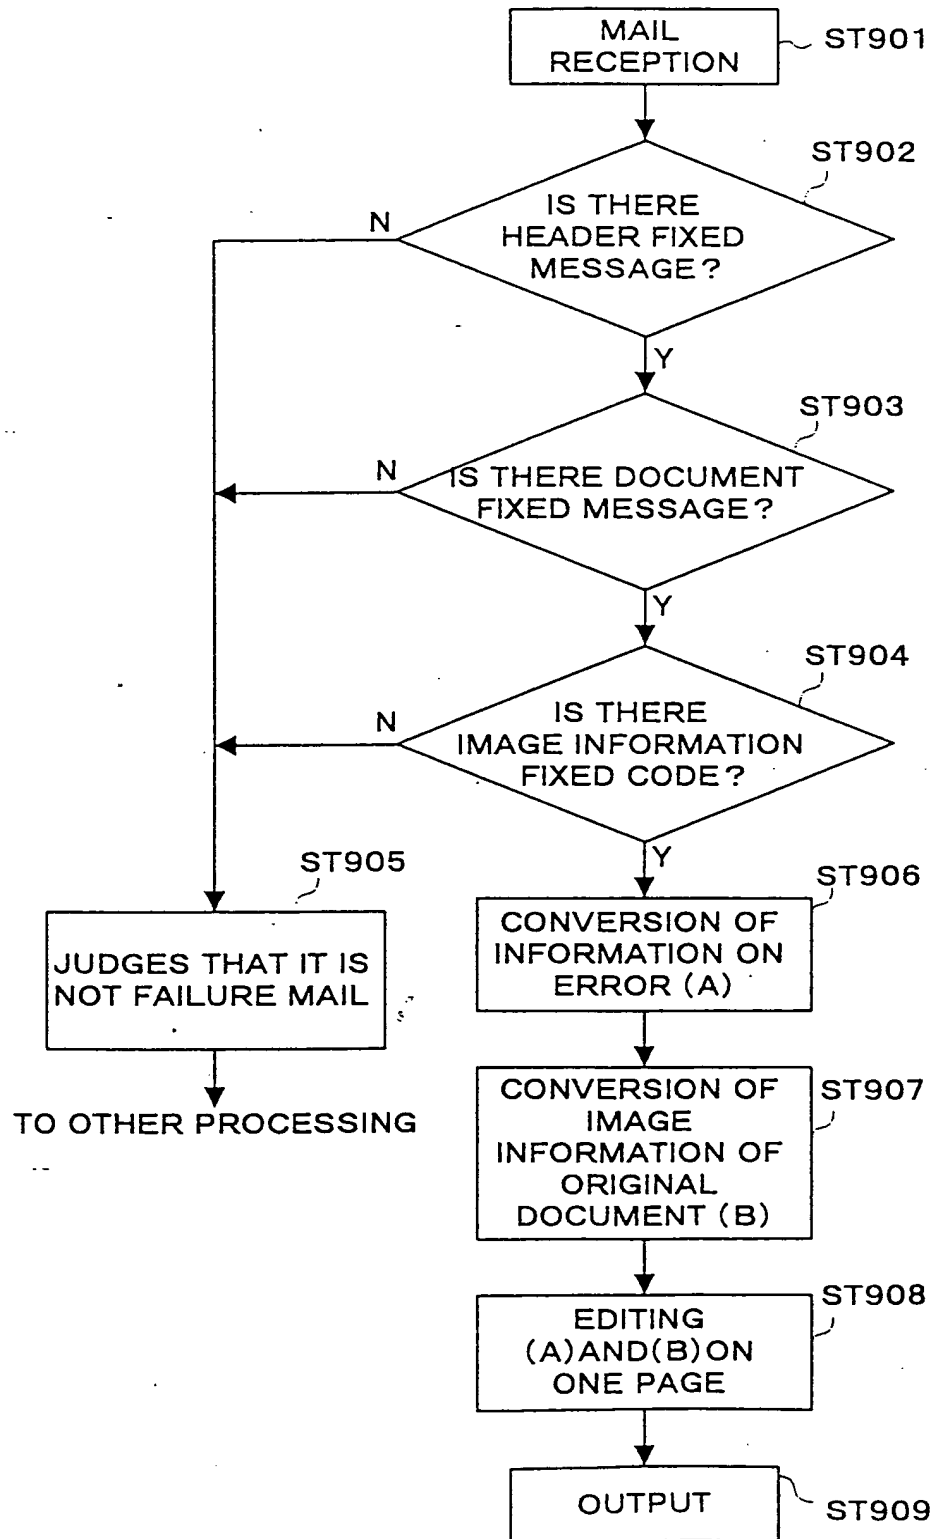 MAIL
RECEPTION
ST901
ST902
IS THERE
HEADER FIXED
MESSAGE?
N
Y
ST903
IS THERE DOCUMENT
FIXED MESSAGE?
N
Y
ST904
IS THERE
IMAGE INFORMATION
FIXED CODE?
N
Y
ST905
JUDGES THAT IT IS
NOT FAILURE MAIL
TO OTHER PROCESSING
ST906
CONVERSION OF
INFORMATION ON
ERROR (A)
ST907
CONVERSION OF
IMAGE
INFORMATION OF
ORIGINAL
DOCUMENT (B)
ST908
EDITING
(A)AND(B)ON
ONE PAGE
OUTPUT
ST909